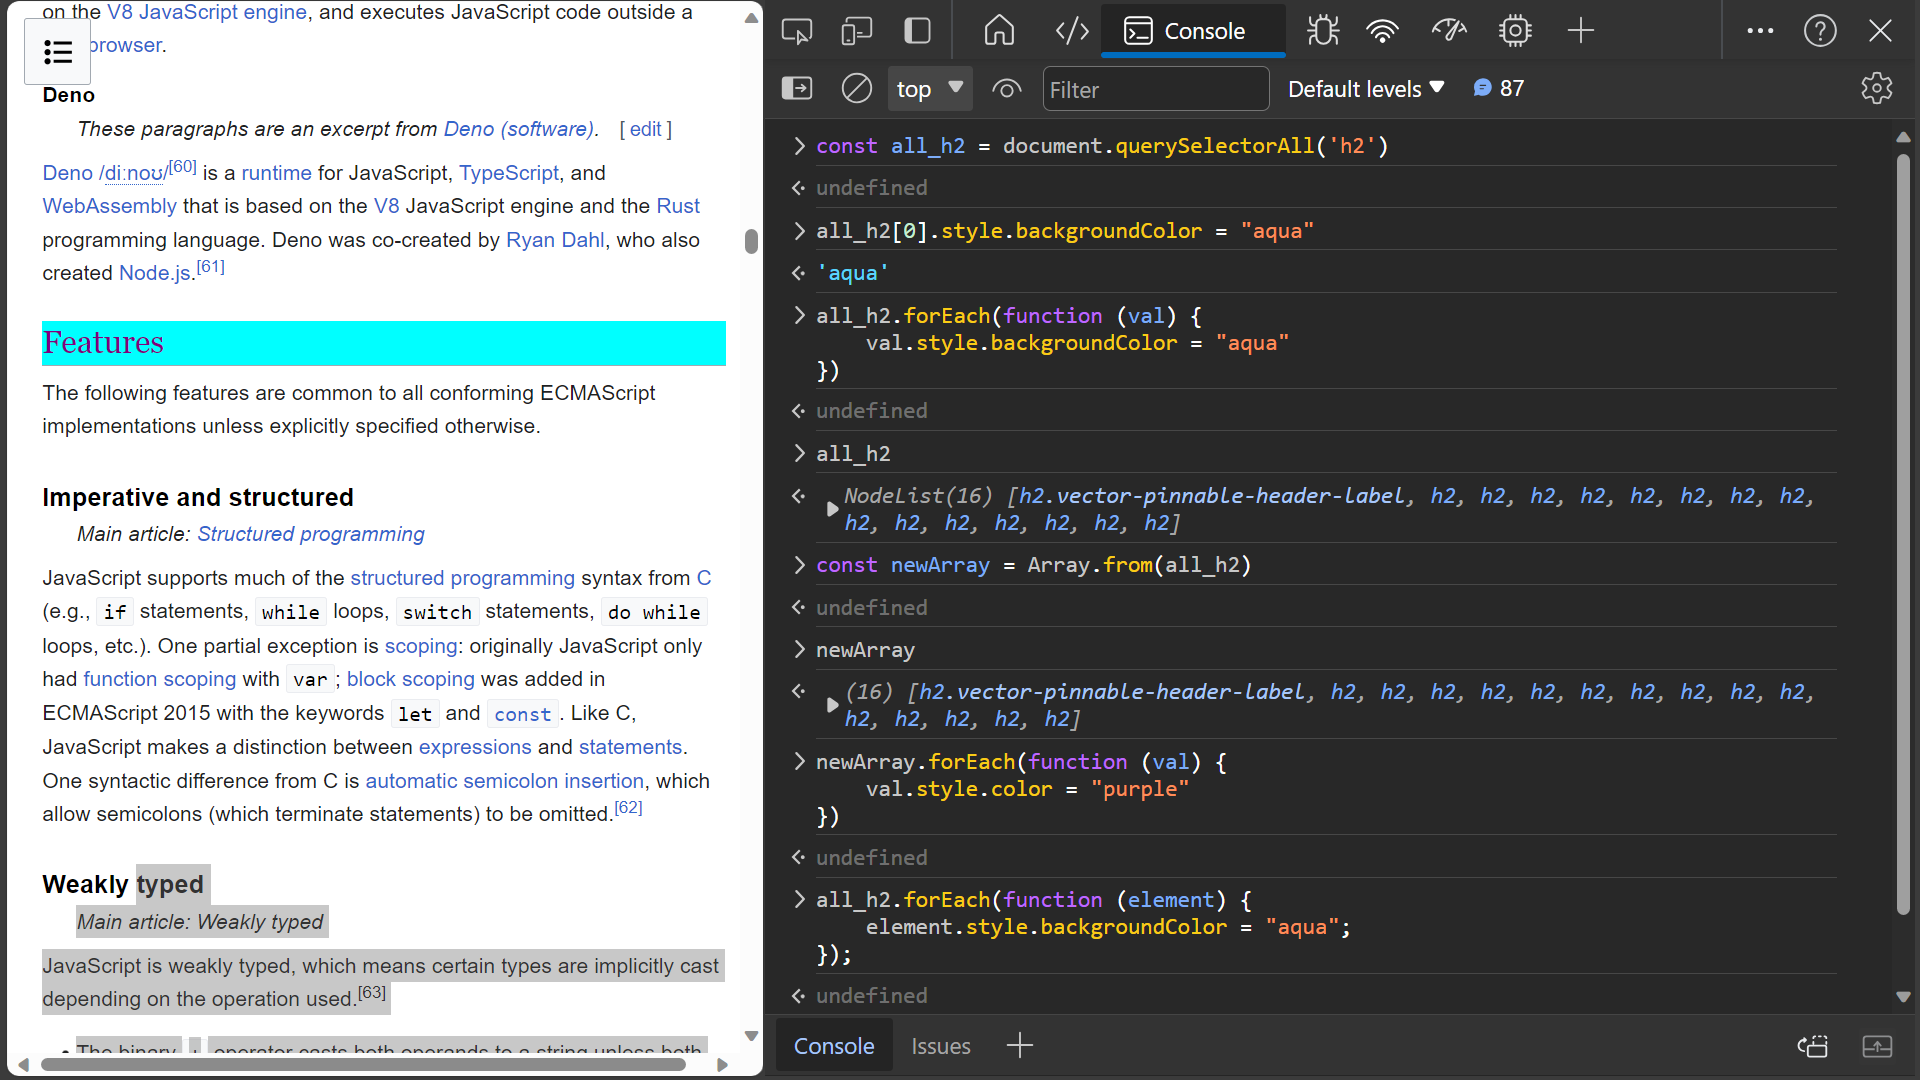 on the V8 JavaScript engine, and executes JavaScript code outside a
browser.
Deno
These paragraphs are an excerpt from Deno (software). [ edit ]
Deno /diːnoʊ/[60] is a runtime for JavaScript, TypeScript, and
WebAssembly that is based on the V8 JavaScript engine and the Rust
programming language. Deno was co-created by Ryan Dahl, who also
created Node.js.[61]
Features
The following features are common to all conforming ECMAScript
implementations unless explicitly specified otherwise.
Imperative and structured
Main article: Structured programming
JavaScript supports much of the structured programming syntax from C
(e.g., if statements, while loops, switch statements, do while
loops, etc.). One partial exception is scoping: originally JavaScript only
had function scoping with var ; block scoping was added in
ECMAScript 2015 with the keywords let and const . Like C,
JavaScript makes a distinction between expressions and statements.
One syntactic difference from C is automatic semicolon insertion, which
allow semicolons (which terminate statements) to be omitted.[62]
Weakly typed
Main article: Weakly typed
JavaScript is weakly typed, which means certain types are implicitly cast
depending on the operation used.[63]
• The binary + operator casts both operands to a string unless both
Console
top
Filter
Default levels
87
const all_h2 = document.querySelectorAll('h2')
undefined
all_h2[0].style.backgroundColor = "aqua"
'aqua'
all_h2.forEach(function (val) {
val.style.backgroundColor = "aqua"
})
undefined
all_h2
NodeList(16) [h2.vector-pinnable-header-label, h2, h2, h2, h2, h2, h2, h2, h2,
h2, h2, h2, h2, h2, h2, h2]
const newArray = Array.from(all_h2)
undefined
newArray
(16) [h2.vector-pinnable-header-label, h2, h2, h2, h2, h2, h2, h2, h2, h2, h2,
h2, h2, h2, h2, h2]
newArray.forEach(function (val) {
val.style.color = "purple"
})
undefined
all_h2.forEach(function (element) {
element.style.backgroundColor = "aqua";
});
undefined
Console
Issues